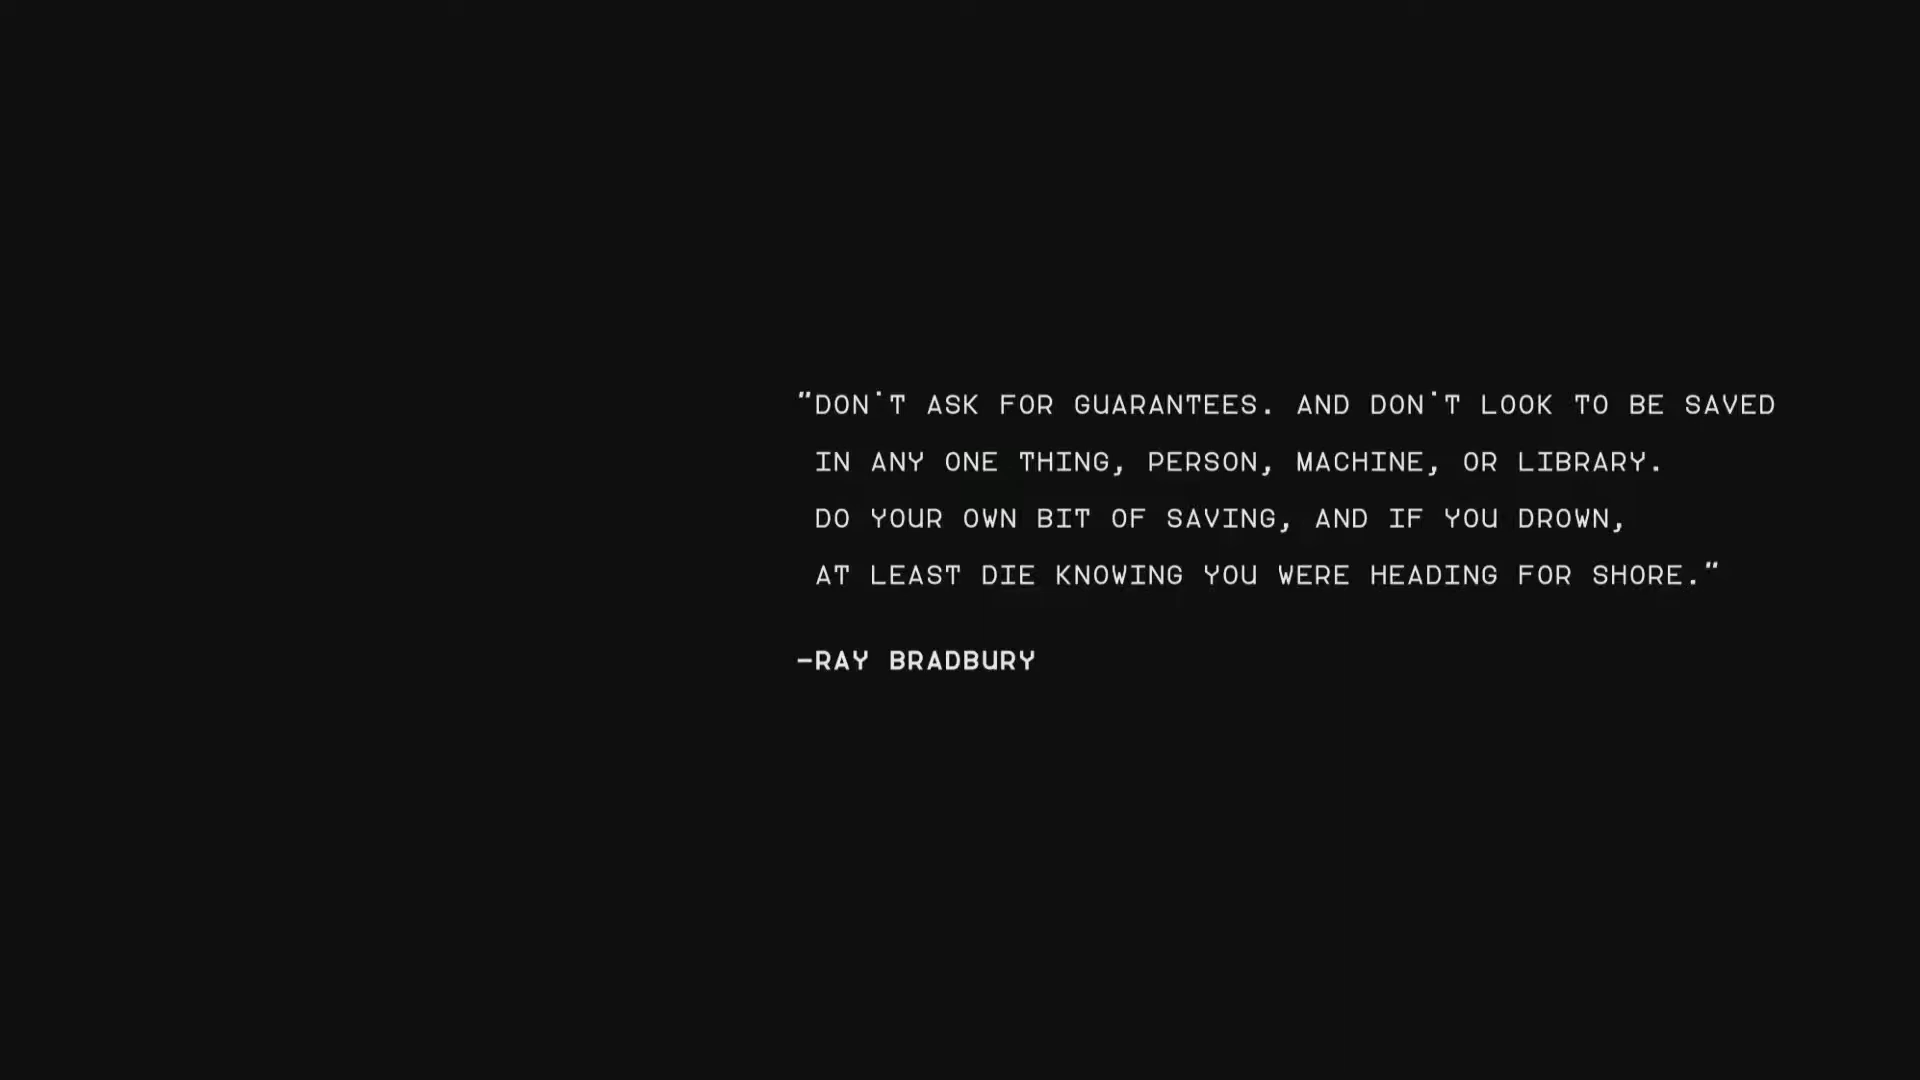 "DON'T ASK FOR GUARANTEES. AND DON'T LOOK TO BE SAVED
IN ANY ONE THING, PERSON, MACHINE, OR LIBRARY.
DO YOUR OWN BIT OF SAVING, AND IF YOU DROWN,
AT LEAST DIE KNOWING YOU WERE HEADING FOR SHORE."
—RAY BRADBURY